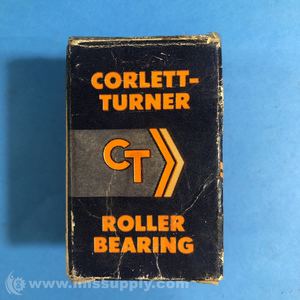 CORLETT-
TURNER
CT
ROLLER
BEARING
© www.imssupply.com